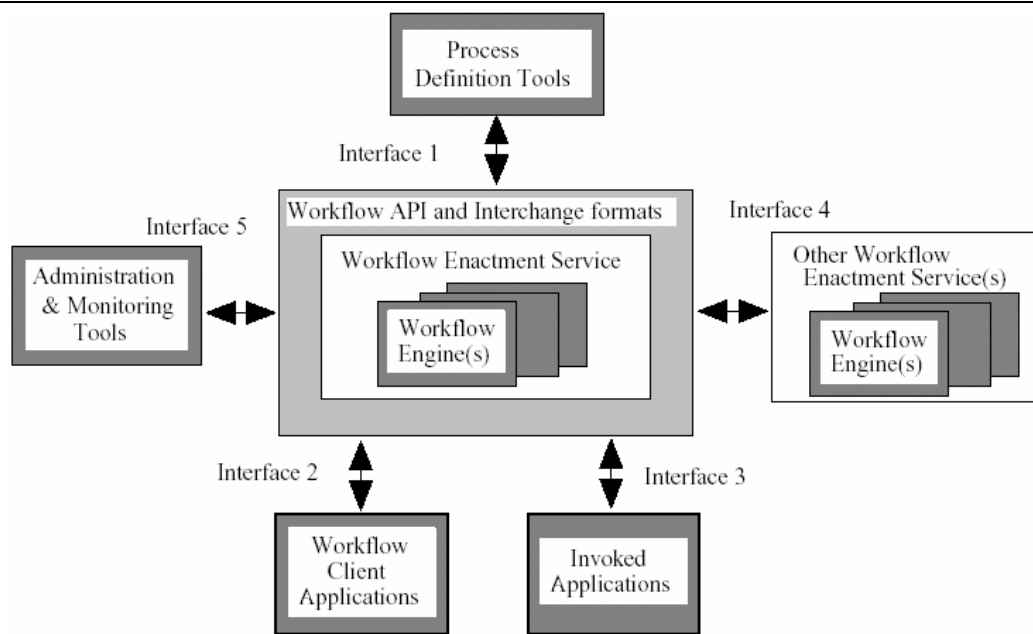 Process
Definition Tools
Interface 1
Workflow API and Interchange formats
Interface 4
Interface 5
Workflow Enactment Service
Other Workflow
Enactment Service(s)
Administration
& Monitoring
Tools
Workflow
Engine(s)
Workflow
Engine(s)
Interface 2
Interface 3
Workflow
Client
Applications
Invoked
Applications